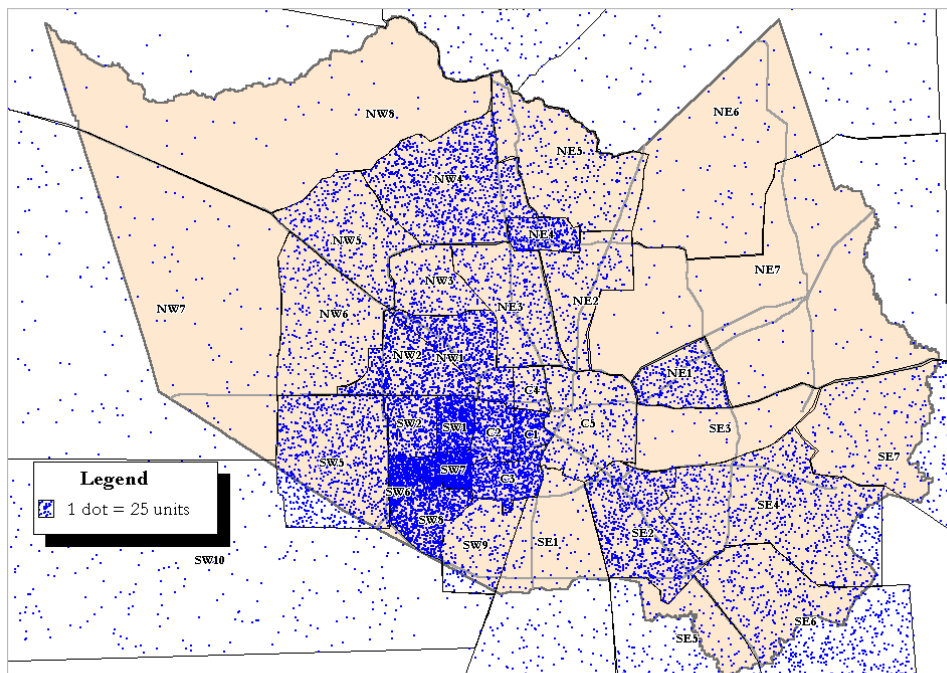 NE6
NW8
NE5
NW4
NE4
NW5
NE7
NW3
NW7
NE3
NE2
NW6
NW2
NW1
NE1
C4
SW2
SW1
C2
C1
C5
SE3
SW5
SW7
SE7
C3
SW6
SE4
SW8
SE2
SW9
SE1
SW10
SE5
SE6
Legend
1 dot = 25 units